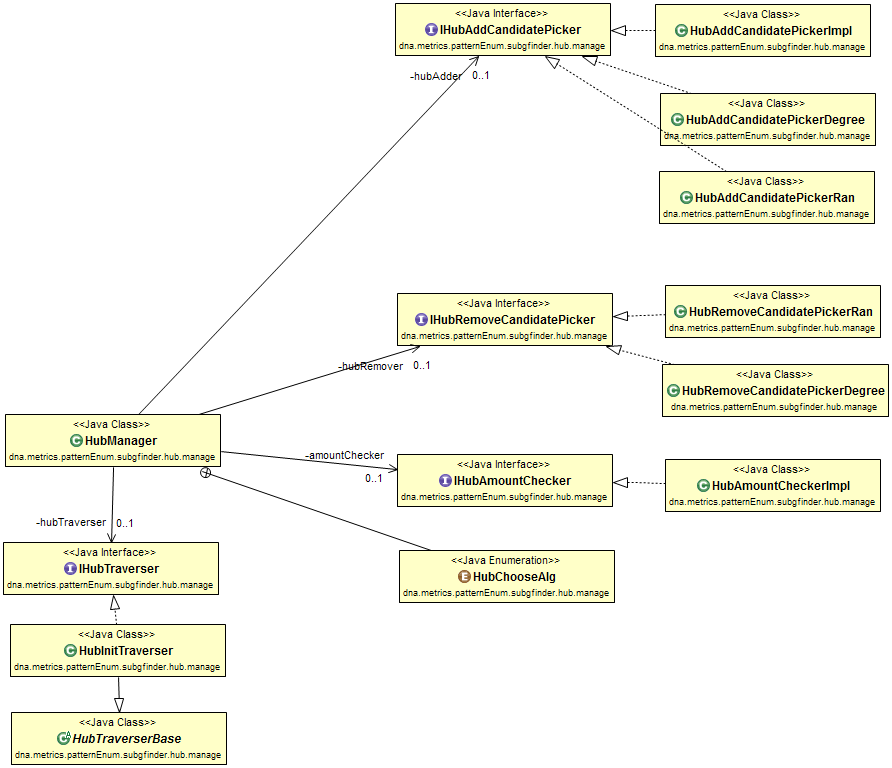 <<Java Interface>>
I IHubAddCandidatePicker
dna.metrics.patternEnum.subgfinder.hub.manage
<<Java Class>>
C HubAddCandidatePickerImpl
dna.metrics.patternEnum.subgfinder.hub.manage
-hubAdder 0..1
<<Java Class>>
C HubAddCandidatePickerDegree
dna.metrics.patternEnum.subgfinder.hub.manage
<<Java Class>>
C HubAddCandidatePickerRan
dna.metrics.patternEnum.subgfinder.hub.manage
<<Java Interface>>
I IHubRemoveCandidatePicker
dna.metrics.patternEnum.subgfinder.hub.manage
<<Java Class>>
C HubRemoveCandidatePickerRan
dna.metrics.patternEnum.subgfinder.hub.manage
-hubRemover 0..1
<<Java Class>>
C HubRemoveCandidatePickerDegree
dna.metrics.patternEnum.subgfinder.hub.manage
<<Java Class>>
C HubManager
dna.metrics.patternEnum.subgfinder.hub.manage
-amountChecker
0..1
<<Java Interface>>
I IHubAmountChecker
dna.metrics.patternEnum.subgfinder.hub.manage
<<Java Class>>
C HubAmountCheckerImpl
dna.metrics.patternEnum.subgfinder.hub.manage
-hubTraverser 0..1
<<Java Interface>>
I IHubTraverser
dna.metrics.patternEnum.subgfinder.hub.manage
<<Java Enumeration>>
E HubChooseAlg
dna.metrics.patternEnum.subgfinder.hub.manage
<<Java Class>>
C HubInitTraverser
dna.metrics.patternEnum.subgfinder.hub.manage
<<Java Class>>
C A HubTraverserBase
dna.metrics.patternEnum.subgfinder.hub.manage